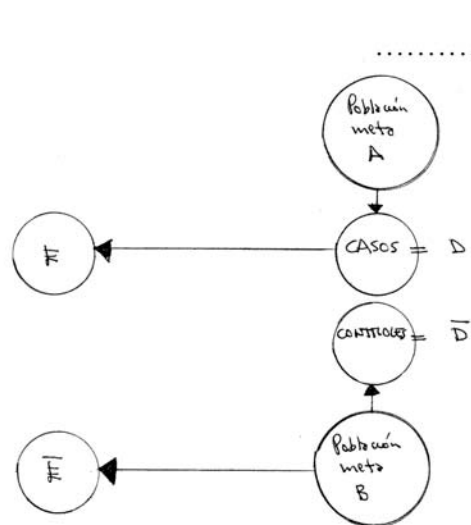 Población
meta
A
E
CASOS = D
CONTROLES = D̅
E̅
Población
meta
B